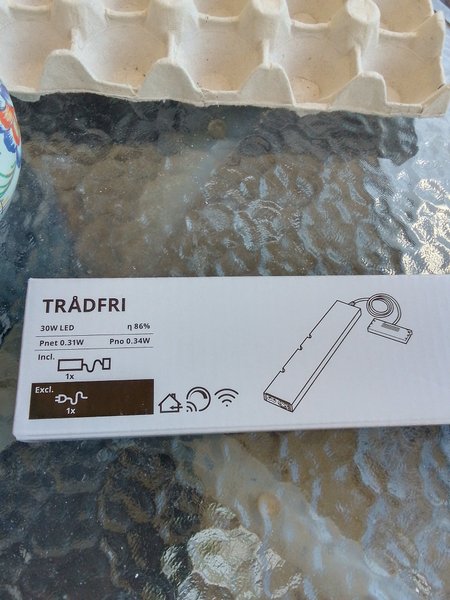 TRÅDFRI
30W LED η 86%
Pnet 0.31W Pno 0.34W
Incl.
1x
Excl.
1x